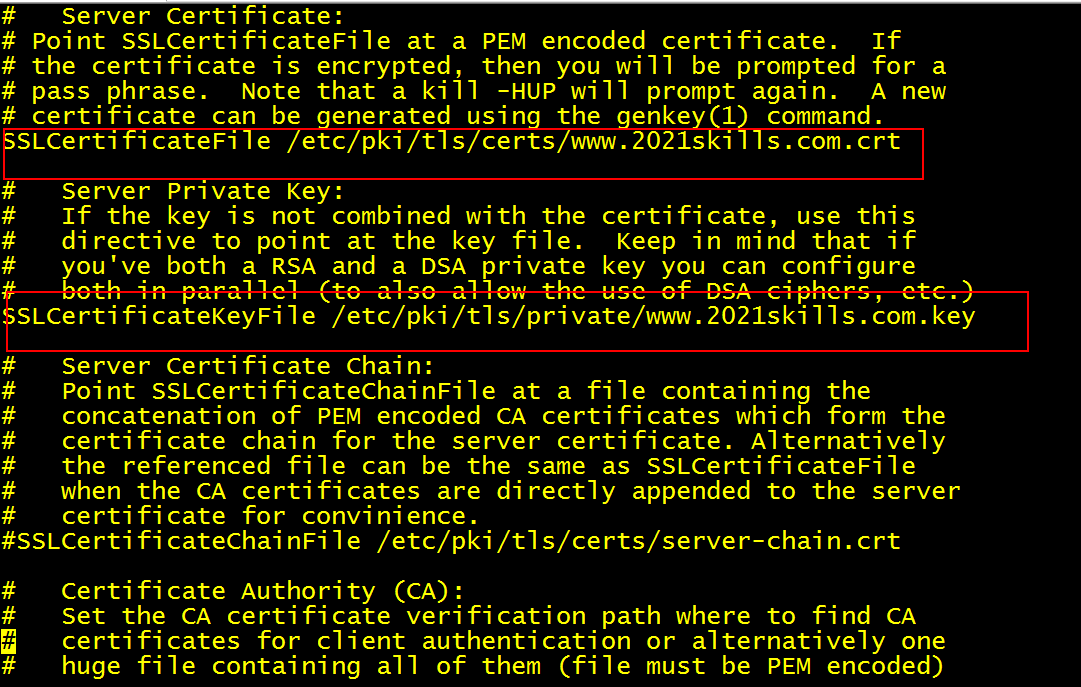 #   Server Certificate:
# Point SSLCertificateFile at a PEM encoded certificate.  If
# the certificate is encrypted, then you will be prompted for a
# pass phrase.  Note that a kill -HUP will prompt again.  A new
# certificate can be generated using the genkey(1) command.
SSLCertificateFile /etc/pki/tls/certs/www.2021skills.com.crt
#   Server Private Key:
#   If the key is not combined with the certificate, use this
#   directive to point at the key file.  Keep in mind that if
#   you've both a RSA and a DSA private key you can configure
#   both in parallel (to also allow the use of DSA ciphers, etc.)
SSLCertificateKeyFile /etc/pki/tls/private/www.2021skills.com.key
#   Server Certificate Chain:
#   Point SSLCertificateChainFile at a file containing the
#   concatenation of PEM encoded CA certificates which form the
#   certificate chain for the server certificate. Alternatively
#   the referenced file can be the same as SSLCertificateFile
#   when the CA certificates are directly appended to the server
#   certificate for convinience.
#SSLCertificateChainFile /etc/pki/tls/certs/server-chain.crt
#   Certificate Authority (CA):
#   Set the CA certificate verification path where to find CA
#   certificates for client authentication or alternatively one
#   huge file containing all of them (file must be PEM encoded)